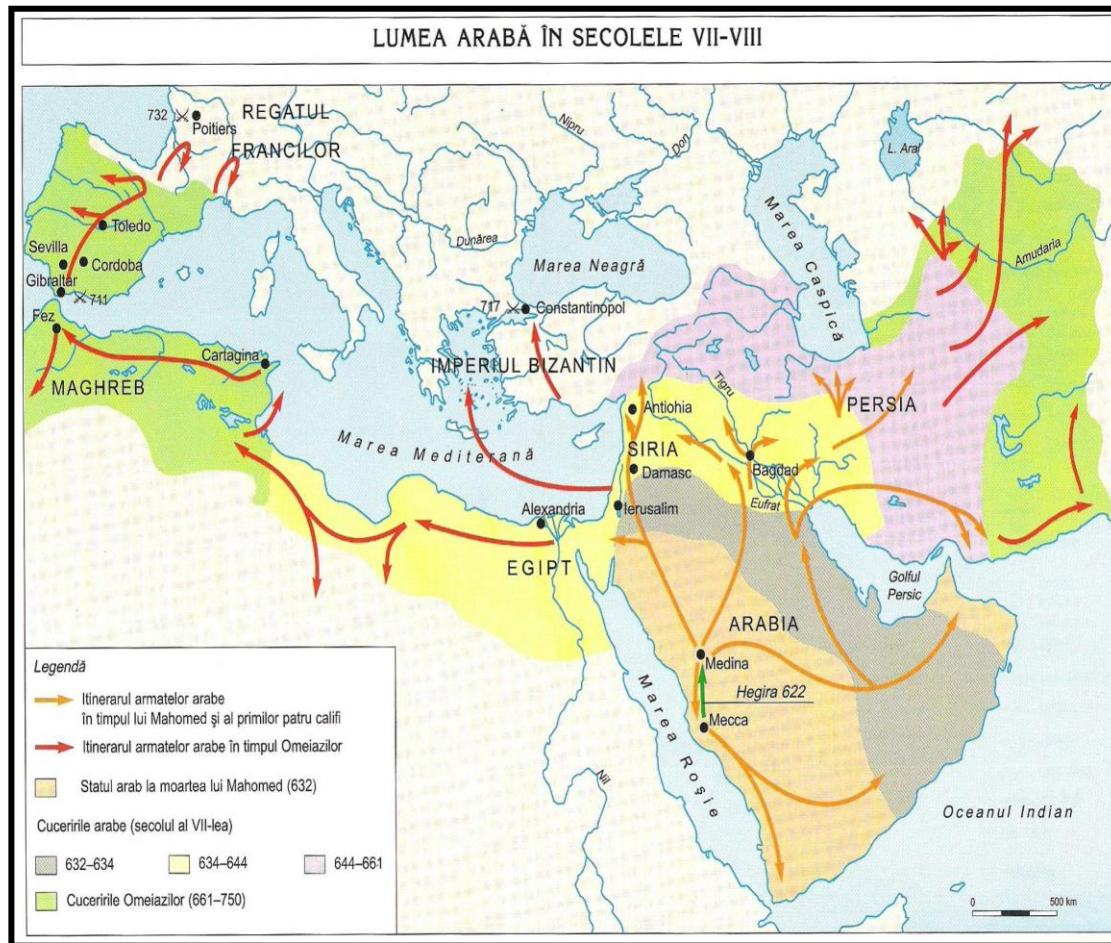 LUMEA ARABĂ ÎN SECOLELE VII-VIII
732
Poitiers
REGATUL
FRANCILOR
Nipru
Don
L. Aral
Toledo
Sevilla
Cordoba
Gibraltar
711
Fez
Dunărea
Marea Neagră
717
Constantinopol
Marea Caspică
Amudaria
Cartagina
MAGHREB
IMPERIUL BIZANTIN
Tigru
PERSIA
Antiohia
Marea Mediterană
SIRIA
Damasc
Bagdad
Eufrat
Alexandria
Ierusalim
EGIPT
Golful
Persic
ARABIA
Medina
Hegira 622
Mecca
Marea Roşie
Nil
Oceanul Indian
0
500 km
Legendă
Itinerarul armatelor arabe
în timpul lui Mahomed şi al primilor patru califi
Itinerarul armatelor arabe în timpul Omeiazilor
Statul arab la moartea lui Mahomed (632)
Cuceririle arabe (secolul al VII-lea)
632–634
634–644
644–661
Cuceririle Omeiazilor (661–750)